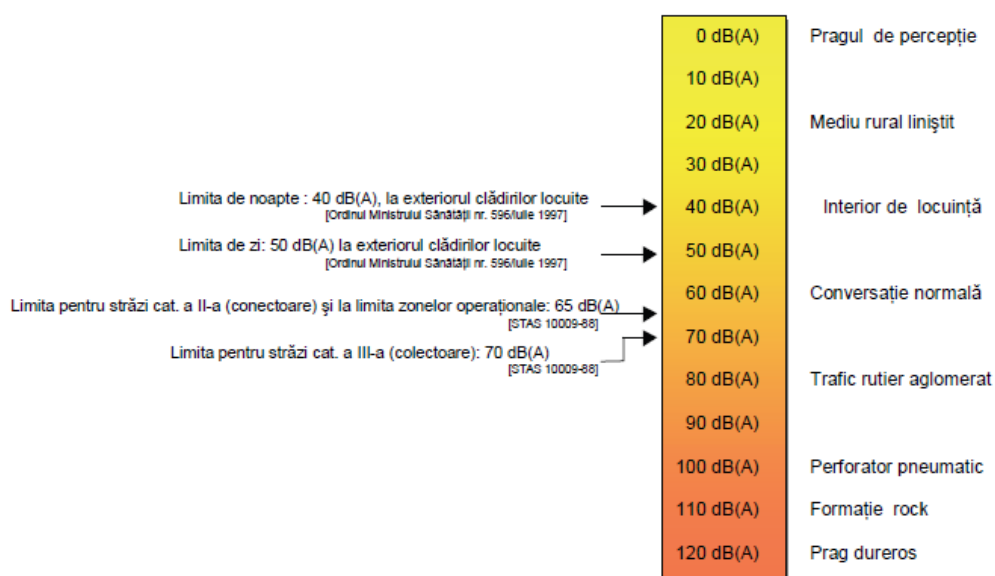 0 dB(A) Pragul de percepție
10 dB(A)
20 dB(A) Mediu rural liniştit
30 dB(A)
Limita de noapte : 40 dB(A), la exteriorul clădirilor locuite
[Ordinul Ministrului Sănătății nr. 596/iulie 1997]
40 dB(A) Interior de locuință
Limita de zi: 50 dB(A) la exteriorul clădirilor locuite
[Ordinul Ministrului Sănătății nr. 596/iulie 1997]
50 dB(A)
60 dB(A) Conversație normală
Limita pentru străzi cat. a II-a (conectoare) şi la limita zonelor operaționale: 65 dB(A)
[STAS 10009-88]
70 dB(A)
Limita pentru străzi cat. a III-a (colectoare): 70 dB(A)
[STAS 10009-88]
80 dB(A) Trafic rutier aglomerat
90 dB(A)
100 dB(A) Perforator pneumatic
110 dB(A) Formație rock
120 dB(A) Prag dureros